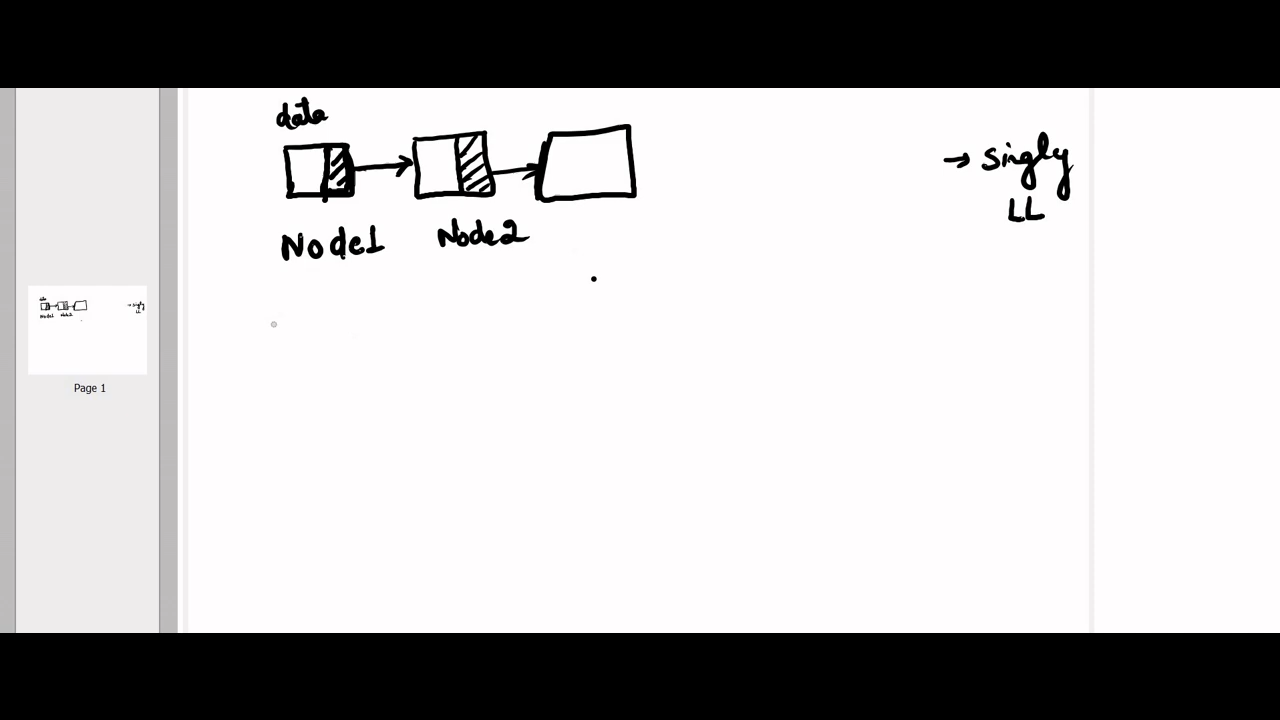 data
→ singly
LL
Node1 Node2
Page 1